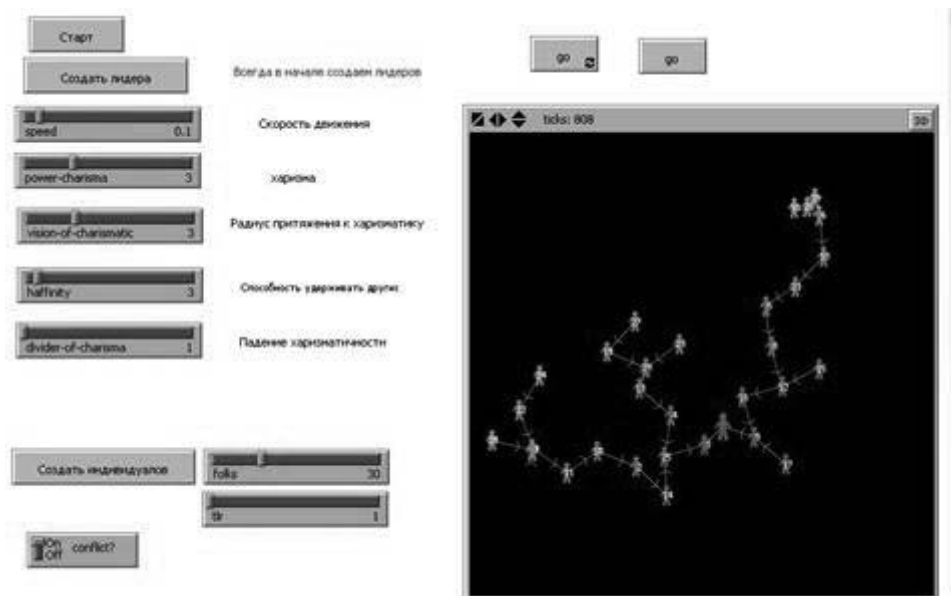 Старт
Создать лидера
Всегда в начале создаем лидеров
speed 0.1
Скорость движения
power-charisma 3
харизма
vision-of-charismatic 3
Радиус притяжения к харизматику
haffinity 3
Способность удерживать других
divider-of-charisma 1
Падение харизматичности
Создать индивидуалов
folks 30
1
On
Off
conflict?
go
go
ticks: 808
3D